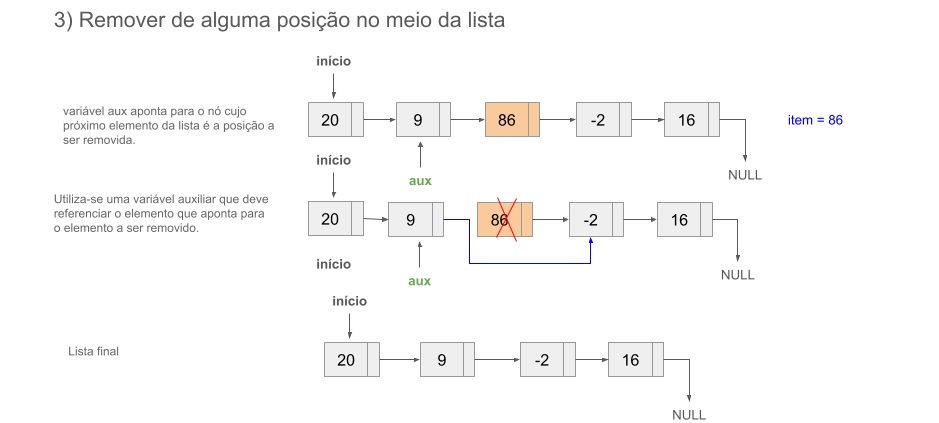 3) Remover de alguma posição no meio da lista
início
variável aux aponta para o nó cujo
próximo elemento da lista é a posição a
ser removida.
20 9 86 -2 16
item = 86
NULL
aux
início
Utiliza-se uma variável auxiliar que deve
referenciar o elemento que aponta para
o elemento a ser removido.
20 9 86 -2 16
NULL
início
aux
início
Lista final
20 9 -2 16
NULL